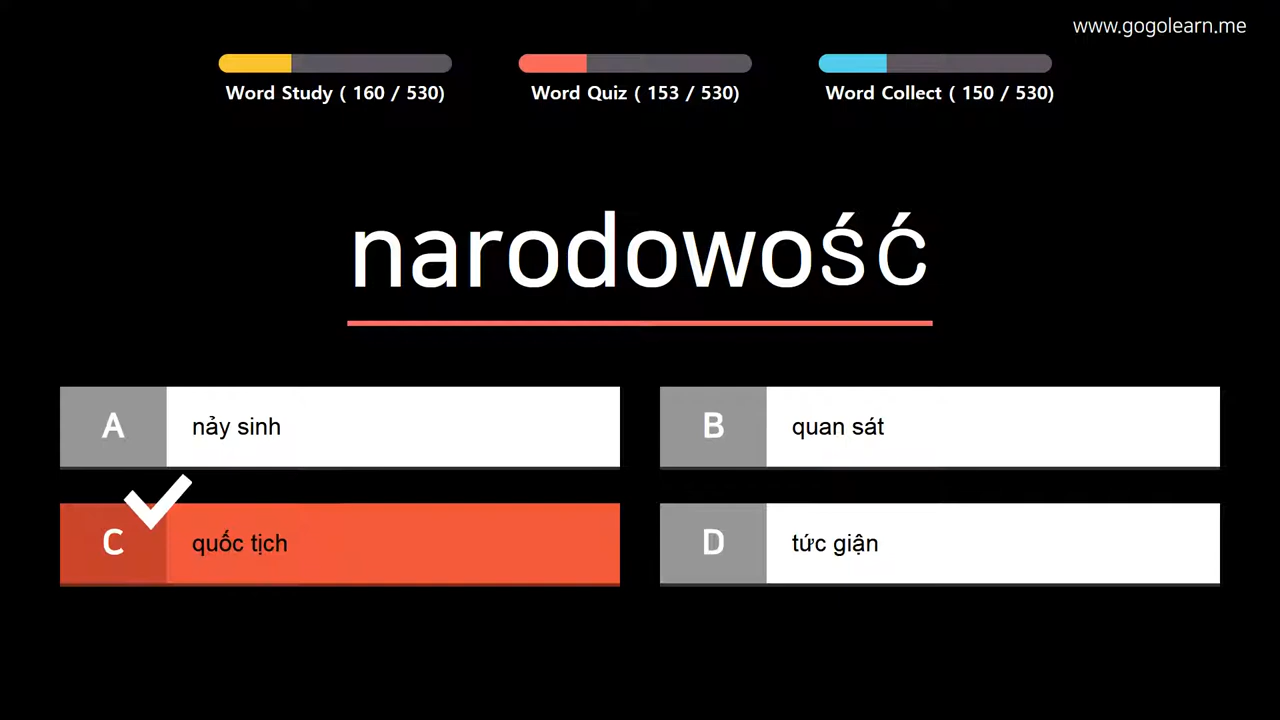 www.gogolearn.me
Word Study ( 160 / 530)
Word Quiz ( 153 / 530)
Word Collect ( 150 / 530)
narodowość
A nảy sinh
B quan sát
C quốc tịch
D tức giận